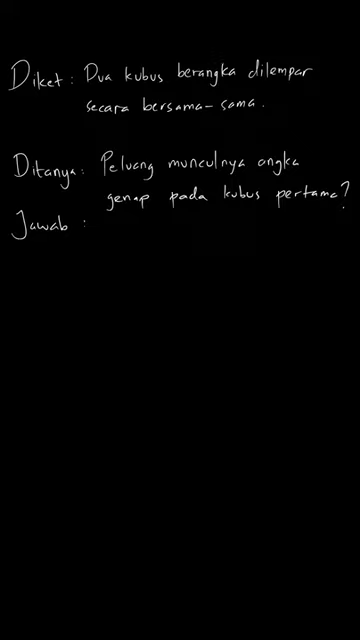 Diket : Dua kubus berangka dilempar
secara bersama-sama.
Ditanya : Peluang munculnya angka
genap pada kubus pertama?
Jawab :